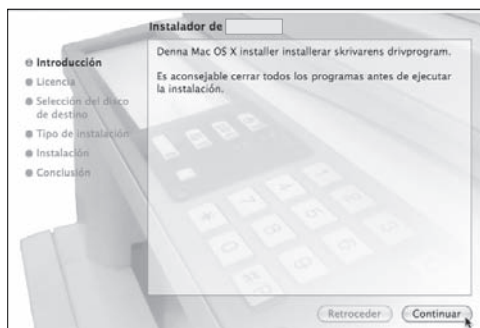 Instalador de
Introducción
Licencia
Selección del disco
de destino
Tipo de instalación
Instalación
Conclusión
Denna Mac OS X installer installerar skrivarens drivprogram.
Es aconsejable cerrar todos los programas antes de ejecutar
la instalación.
Retroceder
Continuar